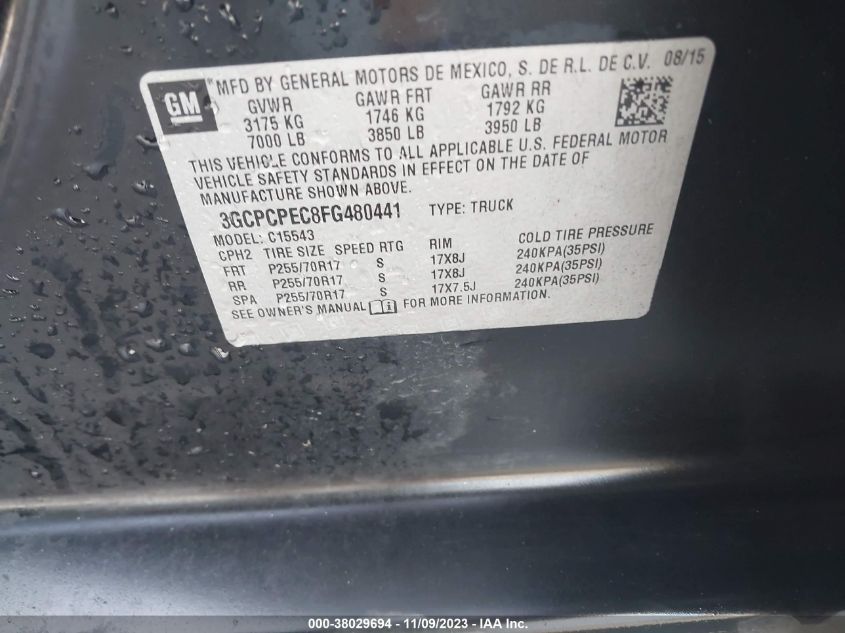 GM
MFD BY GENERAL MOTORS DE MEXICO, S. DE R.L. DE C.V. 08/15
GVWR GAWR FRT GAWR RR
3175 KG 1746 KG 1792 KG
7000 LB 3850 LB 3950 LB
THIS VEHICLE CONFORMS TO ALL APPLICABLE U.S. FEDERAL MOTOR
VEHICLE SAFETY STANDARDS IN EFFECT ON THE DATE OF
MANUFACTURE SHOWN ABOVE.
3GCPCPEC8FG480441 TYPE: TRUCK
MODEL: C15543
CPH2 TIRE SIZE SPEED RTG RIM COLD TIRE PRESSURE
FRT P255/70R17 S 17X8J 240KPA(35PSI)
RR P255/70R17 S 17X8J 240KPA(35PSI)
SPA P255/70R17 S 17X7.5J 240KPA(35PSI)
SEE OWNER'S MANUAL FOR MORE INFORMATION.
000-38029694 - 11/09/2023 - IAA Inc.